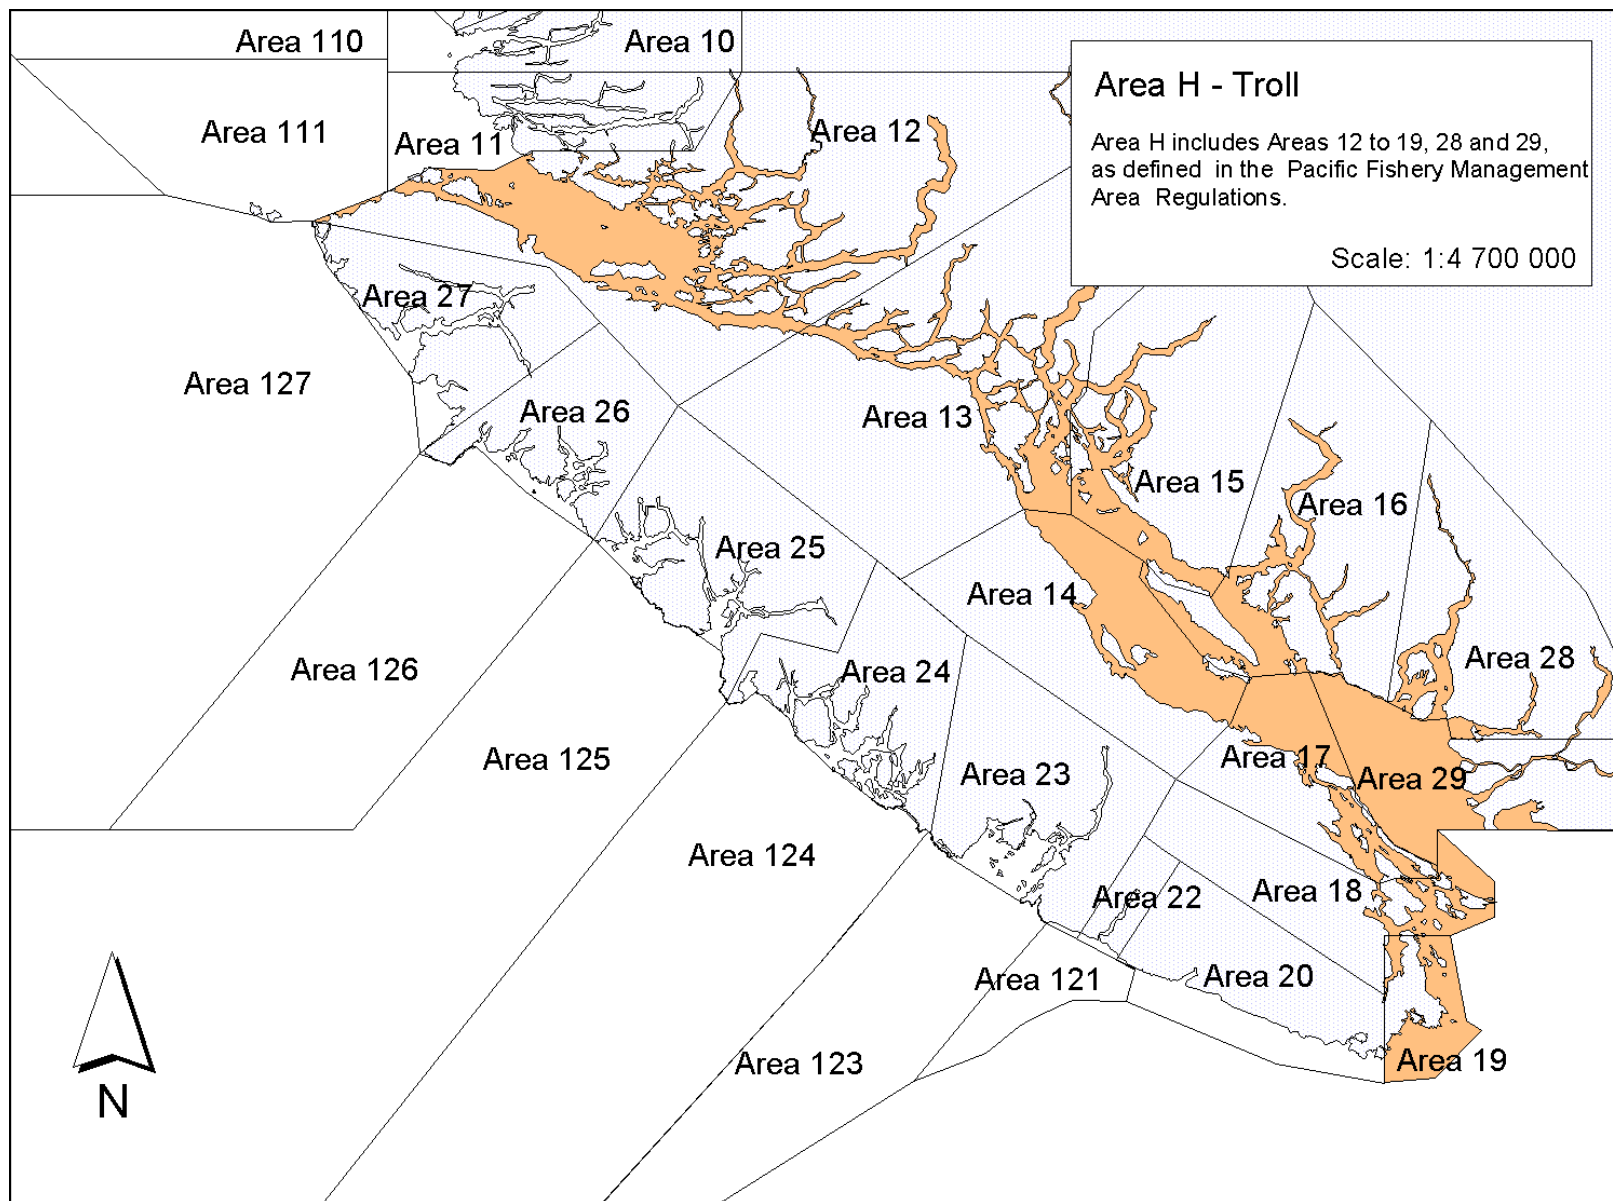 Area 110
Area 10
Area H - Troll
Area H includes Areas 12 to 19, 28 and 29,
as defined in the Pacific Fishery Management
Area Regulations.
Scale: 1:4 700 000
Area 111
Area 11
Area 12
Area 27
Area 127
Area 26
Area 13
Area 15
Area 16
Area 25
Area 14
Area 126
Area 24
Area 28
Area 125
Area 23
Area 17
Area 29
Area 124
Area 22
Area 18
Area 121
Area 20
Area 123
Area 19
N